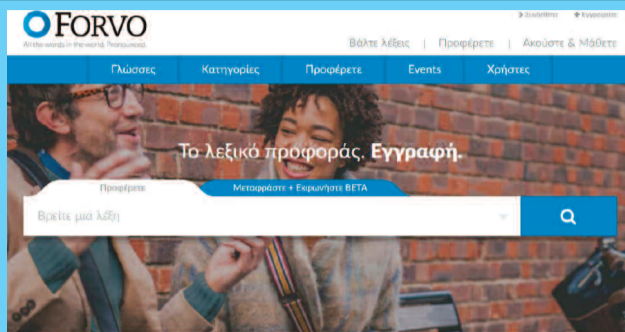 Συνδεθείτε Εγγραφείτε
FORVO
All the words in the world. Pronounced.
Βάλτε λέξεις | Προφέρετε | Ακούστε & Μάθετε
Γλώσσες Κατηγορίες Προφέρετε Events Χρήστες
Το λεξικό προφοράς. Εγγραφή.
Προφέρετε Μεταφράστε + Εκφωνήστε BETA
Βρείτε μια λέξη